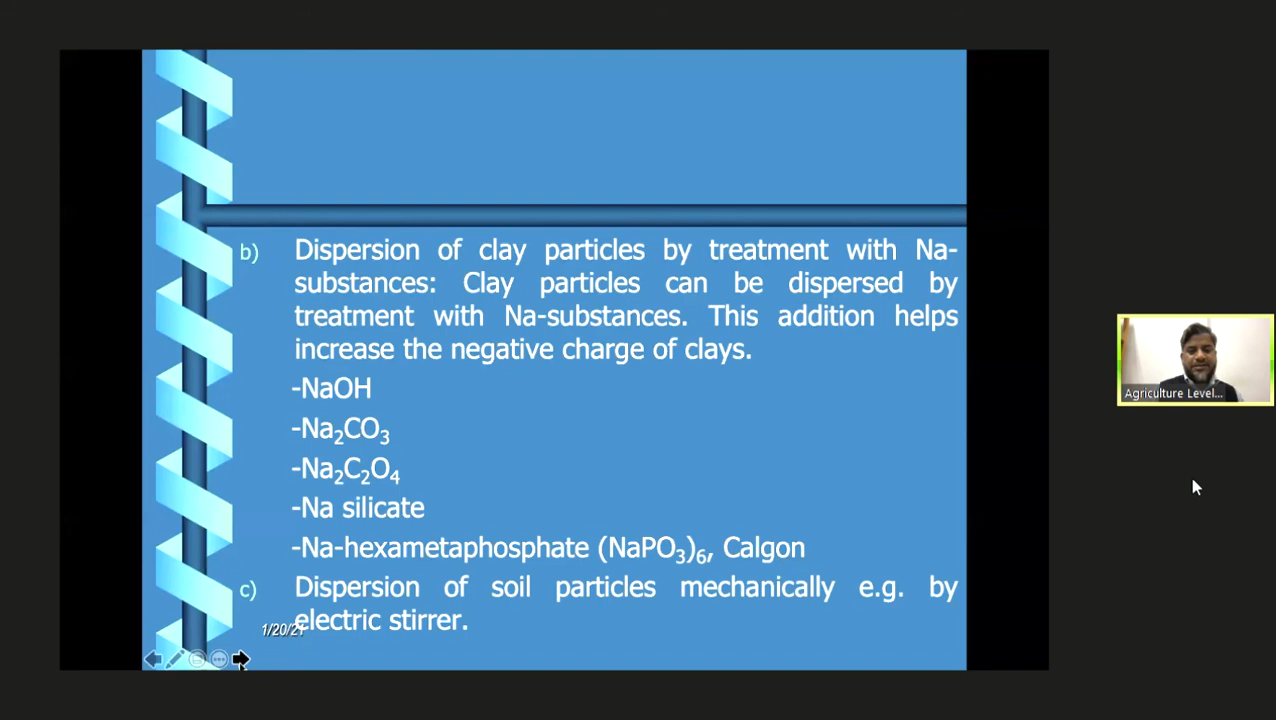 b) Dispersion of clay particles by treatment with Na-
substances: Clay particles can be dispersed by
treatment with Na-substances. This addition helps
increase the negative charge of clays.
-NaOH
-Na₂CO₃
-Na₂C₂O₄
-Na silicate
-Na-hexametaphosphate (NaPO₃)₆, Calgon
c) Dispersion of soil particles mechanically e.g. by
electric stirrer.
1/20/21
Agriculture Level...